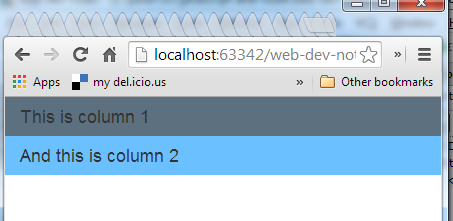 localhost:63342/web-dev-no
» 
Apps my del.icio.us » Other bookmarks
This is column 1
And this is column 2